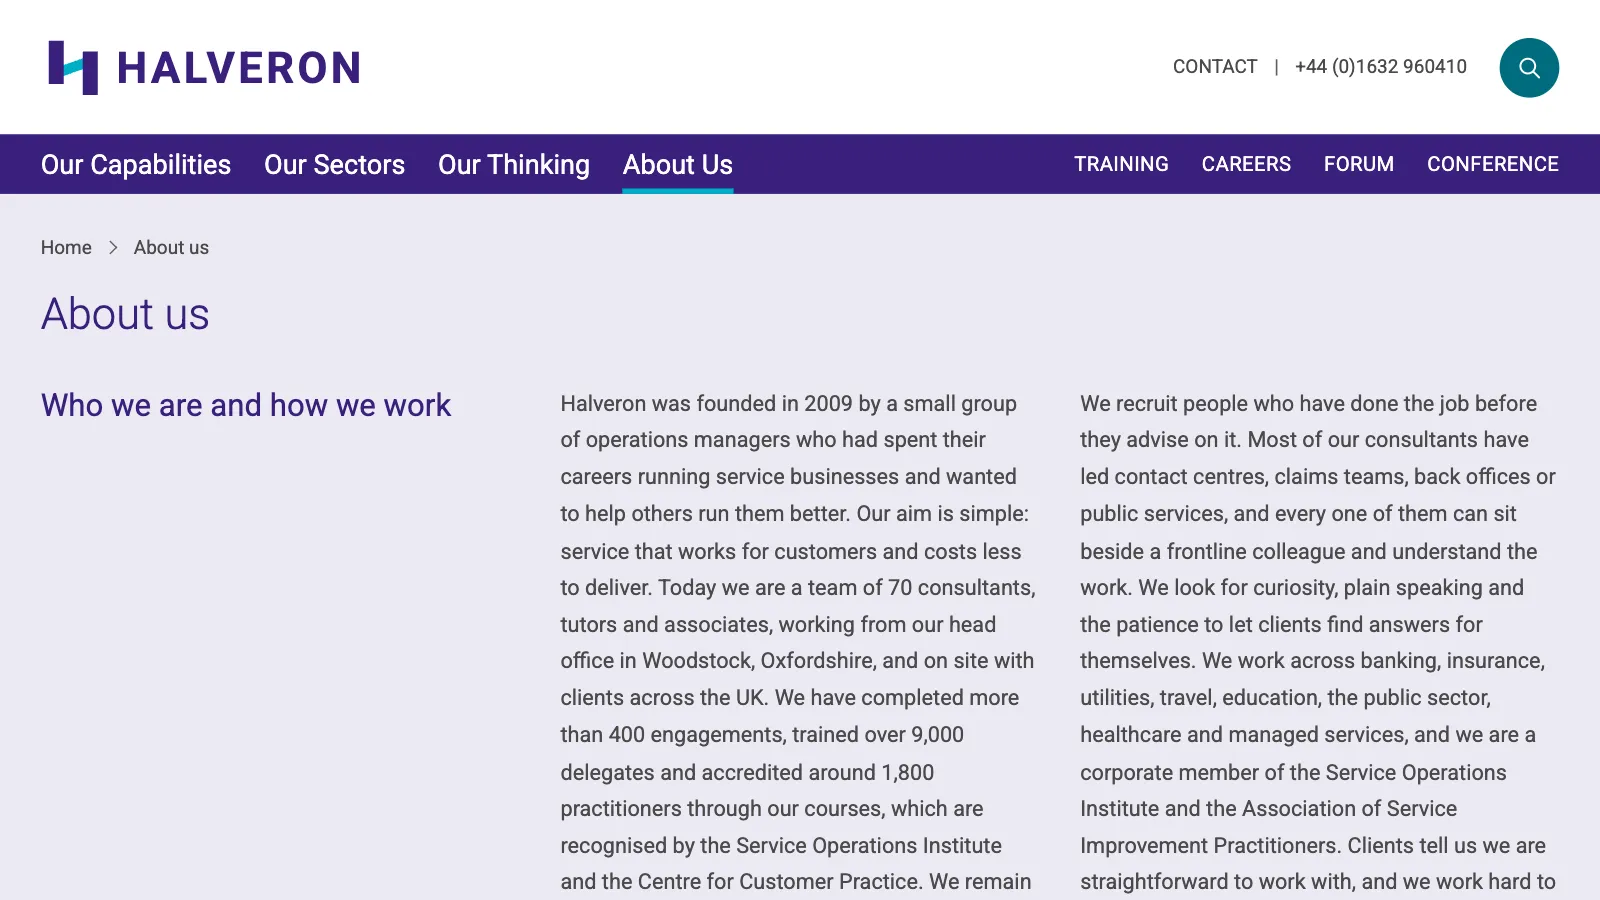 HALVERON
CONTACT | +44 (0)1632 960410
Our Capabilities Our Sectors Our Thinking About Us
TRAINING CAREERS FORUM CONFERENCE
Home > About us
About us
Who we are and how we work
Halveron was founded in 2009 by a small group
of operations managers who had spent their
careers running service businesses and wanted
to help others run them better. Our aim is simple:
service that works for customers and costs less
to deliver. Today we are a team of 70 consultants,
tutors and associates, working from our head
office in Woodstock, Oxfordshire, and on site with
clients across the UK. We have completed more
than 400 engagements, trained over 9,000
delegates and accredited around 1,800
practitioners through our courses, which are
recognised by the Service Operations Institute
and the Centre for Customer Practice. We remain
We recruit people who have done the job before
they advise on it. Most of our consultants have
led contact centres, claims teams, back offices or
public services, and every one of them can sit
beside a frontline colleague and understand the
work. We look for curiosity, plain speaking and
the patience to let clients find answers for
themselves. We work across banking, insurance,
utilities, travel, education, the public sector,
healthcare and managed services, and we are a
corporate member of the Service Operations
Institute and the Association of Service
Improvement Practitioners. Clients tell us we are
straightforward to work with, and we work hard to